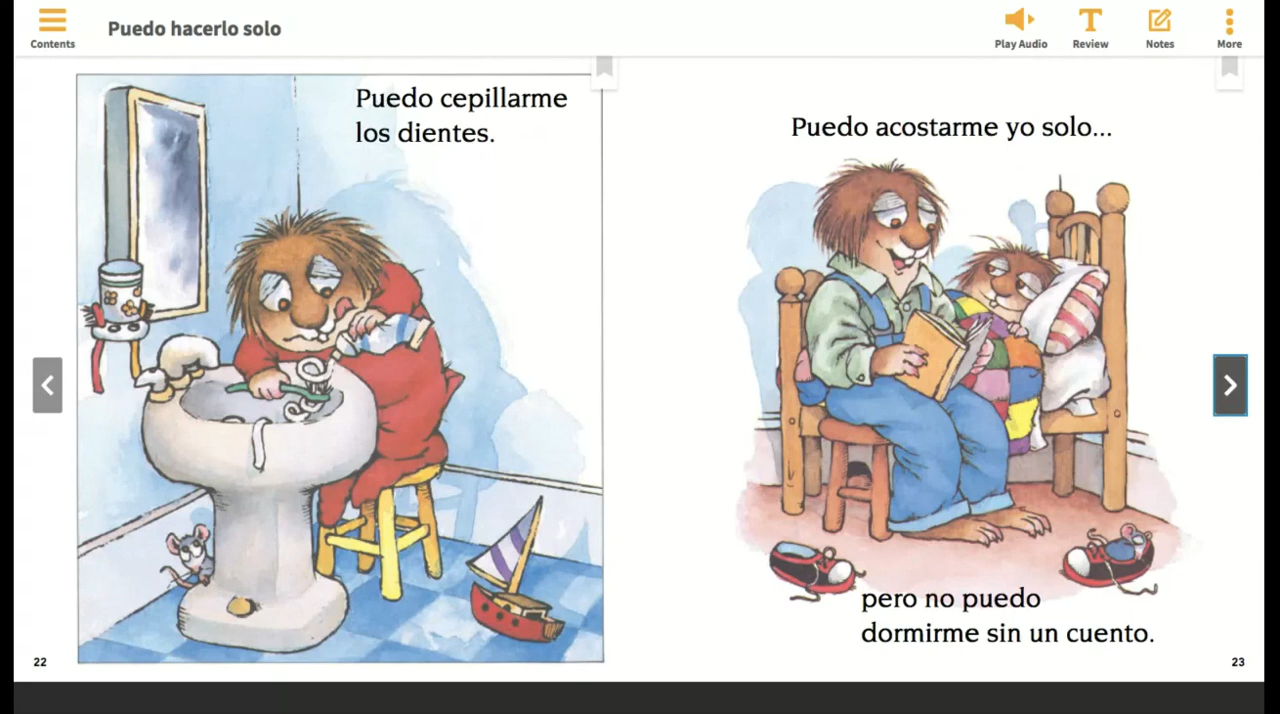 Contents
Puedo hacerlo solo
Play Audio
Review
Notes
More
Puedo cepillarme
los dientes.
22
Puedo acostarme yo solo...
pero no puedo
dormirme sin un cuento.
23